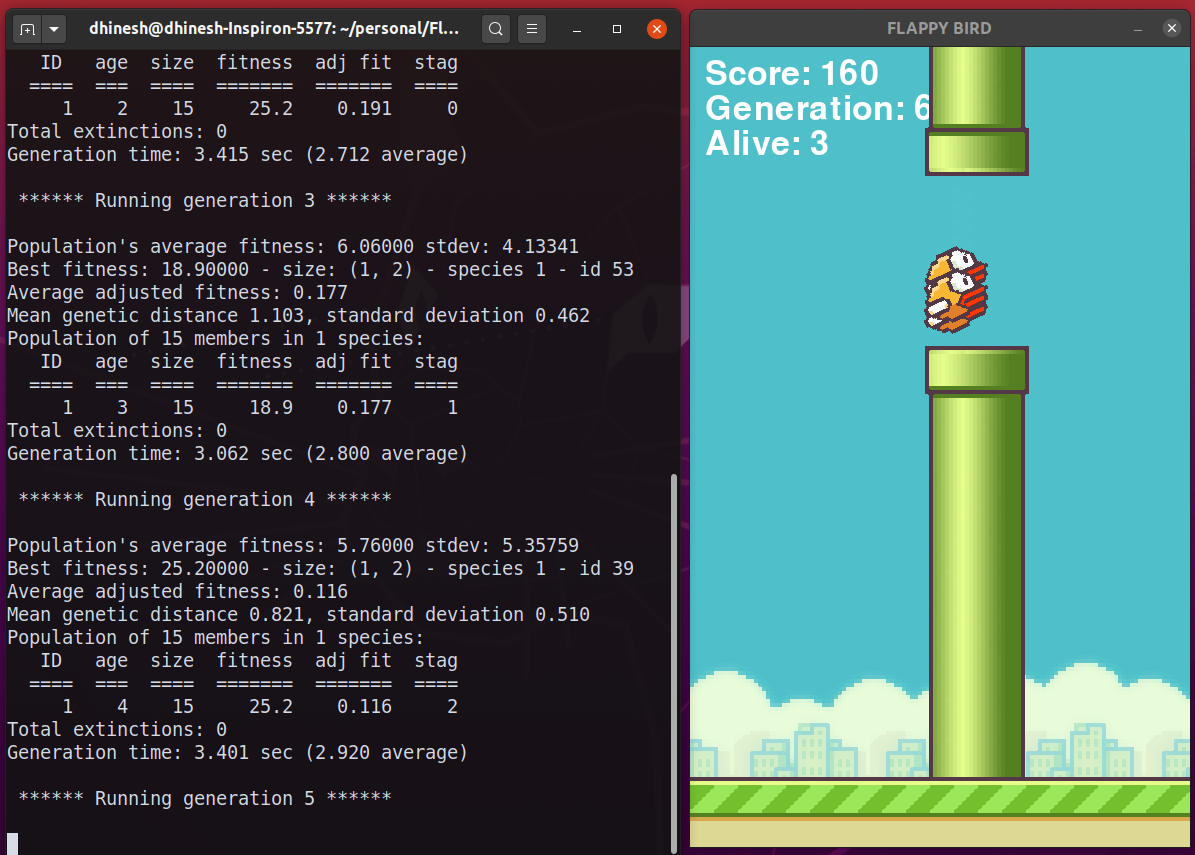 dhinesh@dhinesh-Inspiron-5577: ~/personal/Fl...
ID age size fitness adj fit stag
==== === ==== ======= ======= ====
1 2 15 25.2 0.191 0
Total extinctions: 0
Generation time: 3.415 sec (2.712 average)
****** Running generation 3 ******
Population's average fitness: 6.06000 stdev: 4.13341
Best fitness: 18.90000 - size: (1, 2) - species 1 - id 53
Average adjusted fitness: 0.177
Mean genetic distance 1.103, standard deviation 0.462
Population of 15 members in 1 species:
ID age size fitness adj fit stag
==== === ==== ======= ======= ====
1 3 15 18.9 0.177 1
Total extinctions: 0
Generation time: 3.062 sec (2.800 average)
****** Running generation 4 ******
Population's average fitness: 5.76000 stdev: 5.35759
Best fitness: 25.20000 - size: (1, 2) - species 1 - id 39
Average adjusted fitness: 0.116
Mean genetic distance 0.821, standard deviation 0.510
Population of 15 members in 1 species:
ID age size fitness adj fit stag
==== === ==== ======= ======= ====
1 4 15 25.2 0.116 2
Total extinctions: 0
Generation time: 3.401 sec (2.920 average)
****** Running generation 5 ******
FLAPPY BIRD
Score: 160
Generation: 6
Alive: 3